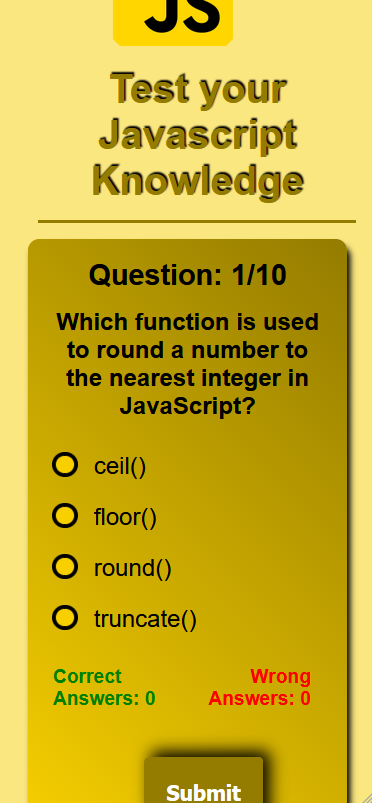 JS
Test your
Javascript
Knowledge
Question: 1/10
Which function is used
to round a number to
the nearest integer in
JavaScript?
ceil()
floor()
round()
truncate()
Correct
Answers: 0
Wrong
Answers: 0
Submit